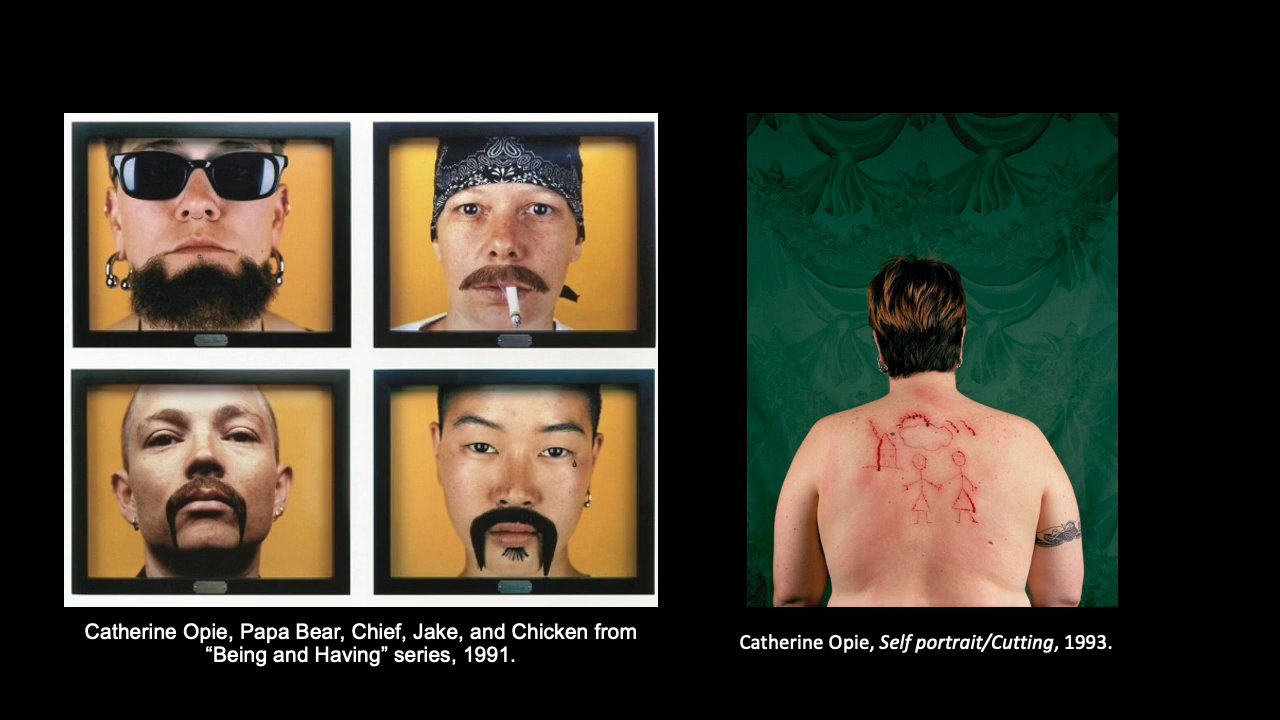 Catherine Opie, Papa Bear, Chief, Jake, and Chicken from
“Being and Having” series, 1991.
Catherine Opie, Self portrait/Cutting, 1993.